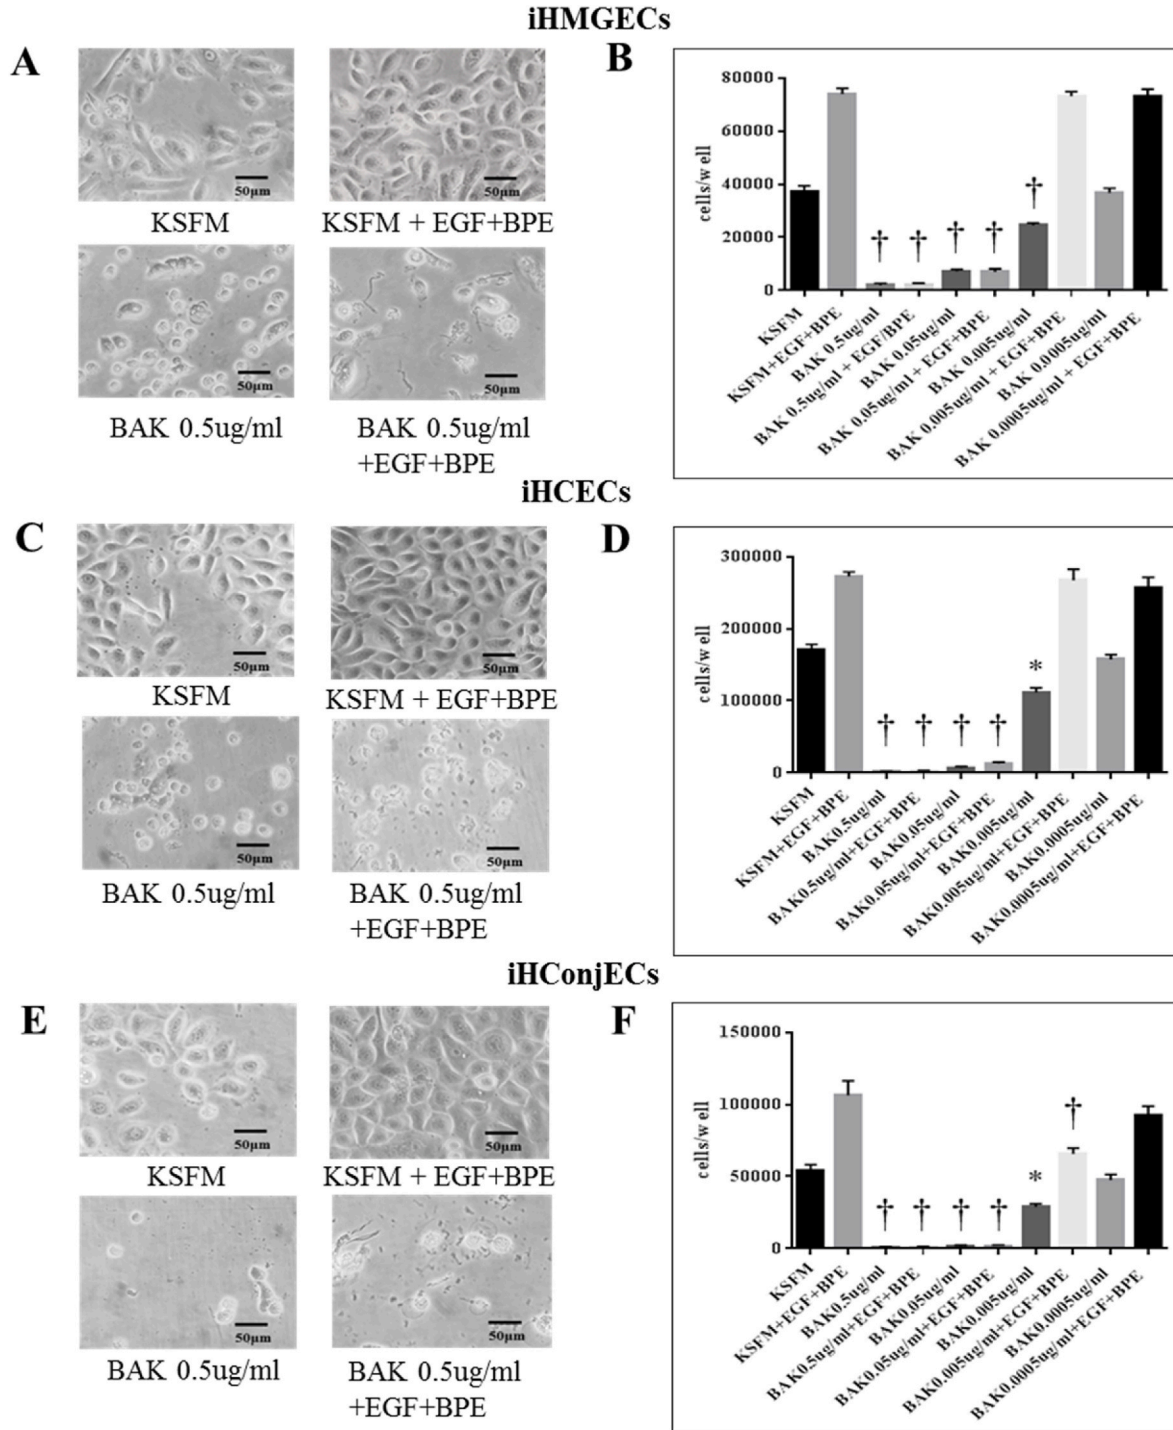 iHMGECs
A
50μm
KSFM
50μm
KSFM + EGF+BPE
50μm
BAK 0.5ug/ml
50μm
BAK 0.5ug/ml
+EGF+BPE
B
80000
60000
40000
20000
0
cells/w ell
† † † † †
KSFM
KSFM+EGF+BPE
BAK 0.5ug/ml
BAK 0.5ug/ml + EGF/BPE
BAK 0.05ug/ml
BAK 0.05ug/ml + EGF+BPE
BAK 0.005ug/ml
BAK 0.005ug/ml + EGF+BPE
BAK 0.0005ug/ml
BAK 0.0005ug/ml + EGF+BPE
iHCECs
C
50μm
KSFM
50μm
KSFM + EGF+BPE
50μm
BAK 0.5ug/ml
50μm
BAK 0.5ug/ml
+EGF+BPE
D
300000
200000
100000
0
cells/w ell
† † † † *
KSFM
KSFM+EGF+BPE
BAK0.5ug/ml
BAK0.5ug/ml+EGF+BPE
BAK0.05ug/ml
BAK0.05ug/ml+EGF+BPE
BAK0.005ug/ml
BAK0.005ug/ml+EGF+BPE
BAK0.0005ug/ml
BAK0.0005ug/ml+EGF+BPE
iHConjECs
E
50μm
KSFM
50μm
KSFM + EGF+BPE
50μm
BAK 0.5ug/ml
50μm
BAK 0.5ug/ml
+EGF+BPE
F
150000
100000
50000
0
cells/w ell
† † † † * †
KSFM
KSFM+EGF+BPE
BAK0.5ug/ml
BAK0.5ug/ml+EGF+BPE
BAK0.05ug/ml
BAK0.05ug/ml+EGF+BPE
BAK0.005ug/ml
BAK0.005ug/ml+EGF+BPE
BAK0.0005ug/ml
BAK0.0005ug/ml+EGF+BPE